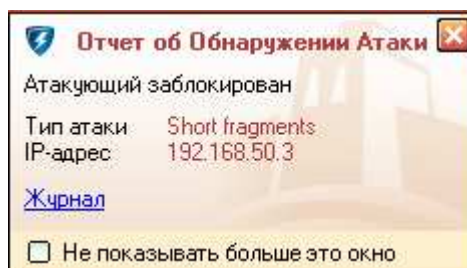 Отчет об Обнаружении Атаки
Атакующий заблокирован
Тип атаки Short fragments
IP-адрес 192.168.50.3
Журнал
Не показывать больше это окно